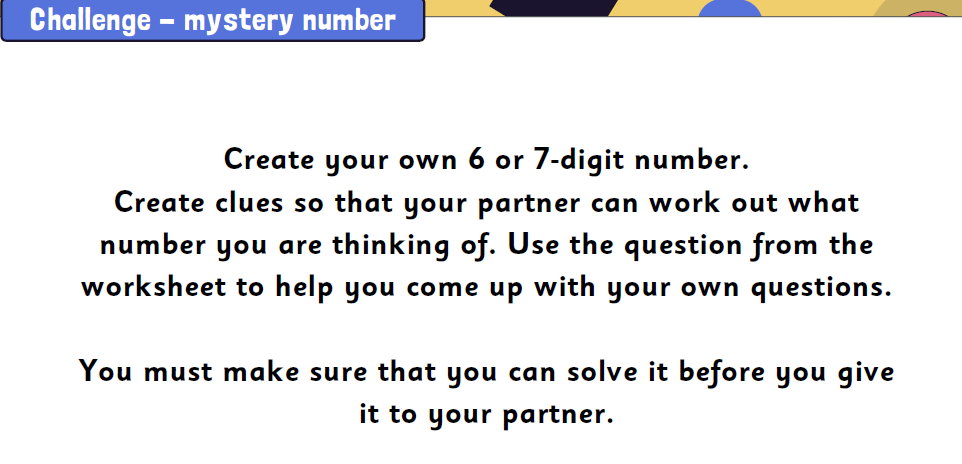 Challenge – mystery number
Create your own 6 or 7-digit number.
Create clues so that your partner can work out what
number you are thinking of. Use the question from the
worksheet to help you come up with your own questions.
You must make sure that you can solve it before you give
it to your partner.